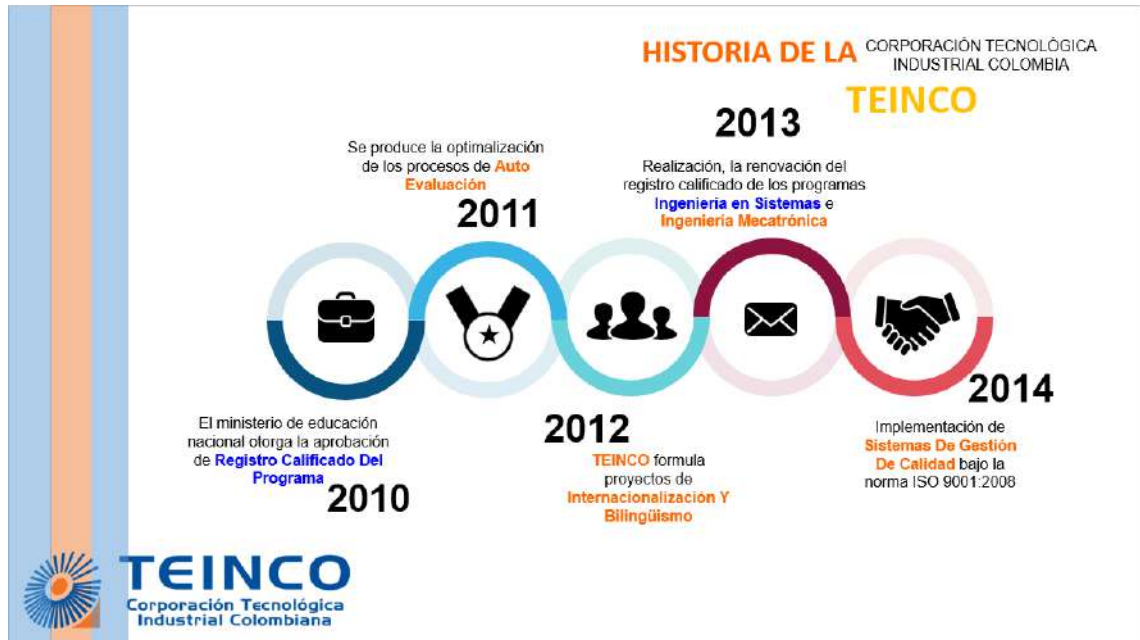 HISTORIA DE LA
CORPORACIÓN TECNOLÓGICA
INDUSTRIAL COLOMBIA
TEINCO
El ministerio de educación
nacional otorga la aprobación
de Registro Calificado Del
Programa
2010
Se produce la optimalización
de los procesos de Auto
Evaluación
2011
2012
TEINCO formula
proyectos de
Internacionalización Y
Bilingüismo
2013
Realización, la renovación del
registro calificado de los programas
Ingeniería en Sistemas e
Ingeniería Mecatrónica
2014
Implementación de
Sistemas De Gestión
De Calidad bajo la
norma ISO 9001:2008
TEINCO
Corporación Tecnológica
Industrial Colombiana